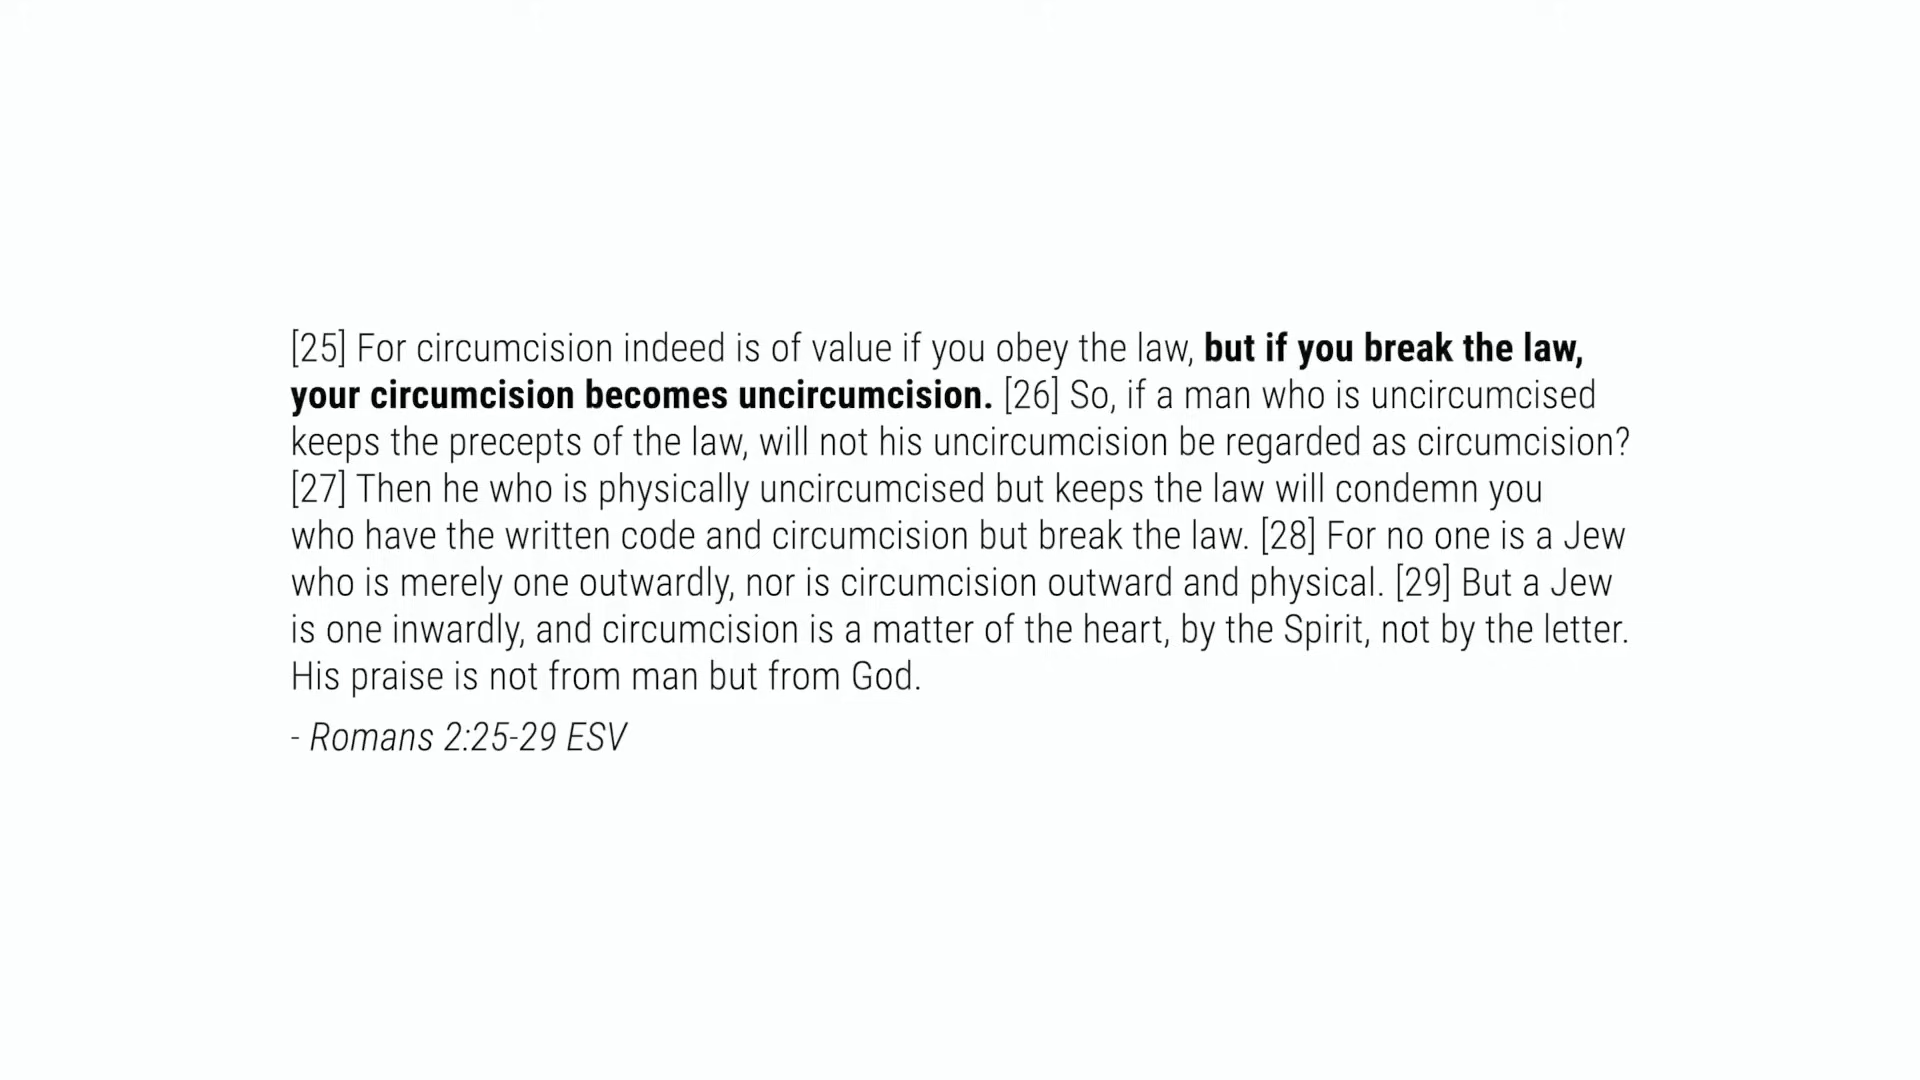 [25] For circumcision indeed is of value if you obey the law, but if you break the law,
your circumcision becomes uncircumcision. [26] So, if a man who is uncircumcised
keeps the precepts of the law, will not his uncircumcision be regarded as circumcision?
[27] Then he who is physically uncircumcised but keeps the law will condemn you
who have the written code and circumcision but break the law. [28] For no one is a Jew
who is merely one outwardly, nor is circumcision outward and physical. [29] But a Jew
is one inwardly, and circumcision is a matter of the heart, by the Spirit, not by the letter.
His praise is not from man but from God.
- Romans 2:25-29 ESV